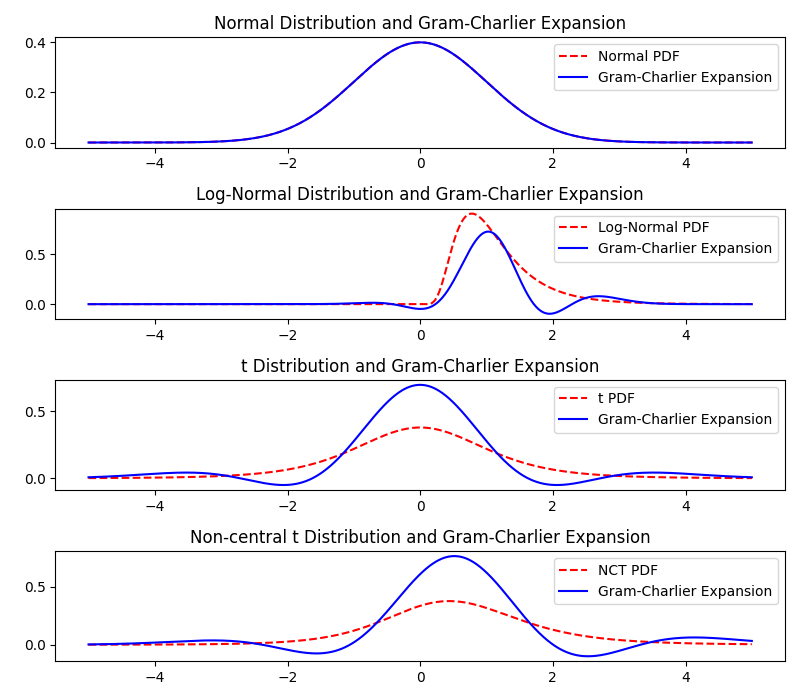 Normal Distribution and Gram-Charlier Expansion
0.4
0.2
0.0
Normal PDF
Gram-Charlier Expansion
−4 −2 0 2 4
Log-Normal Distribution and Gram-Charlier Expansion
0.5
0.0
Log-Normal PDF
Gram-Charlier Expansion
−4 −2 0 2 4
t Distribution and Gram-Charlier Expansion
0.5
0.0
t PDF
Gram-Charlier Expansion
−4 −2 0 2 4
Non-central t Distribution and Gram-Charlier Expansion
0.5
0.0
NCT PDF
Gram-Charlier Expansion
−4 −2 0 2 4